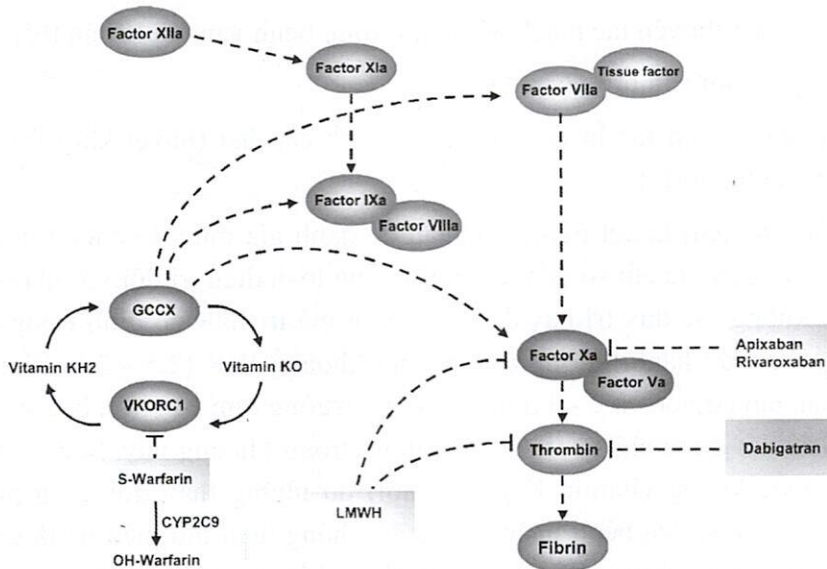 Factor XIIa
Factor XIa
Factor VIIa
Tissue factor
Factor IXa
Factor VIIIa
GCCX
Vitamin KH2
Vitamin KO
VKORC1
Factor Xa
Factor Va
Apixaban
Rivaroxaban
S-Warfarin
LMWH
Thrombin
Dabigatran
CYP2C9
OH-Warfarin
Fibrin